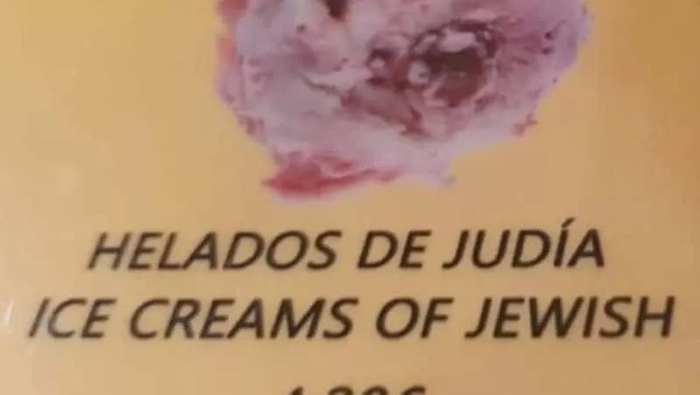 HELADOS DE JUDÍA
ICE CREAMS OF JEWISH